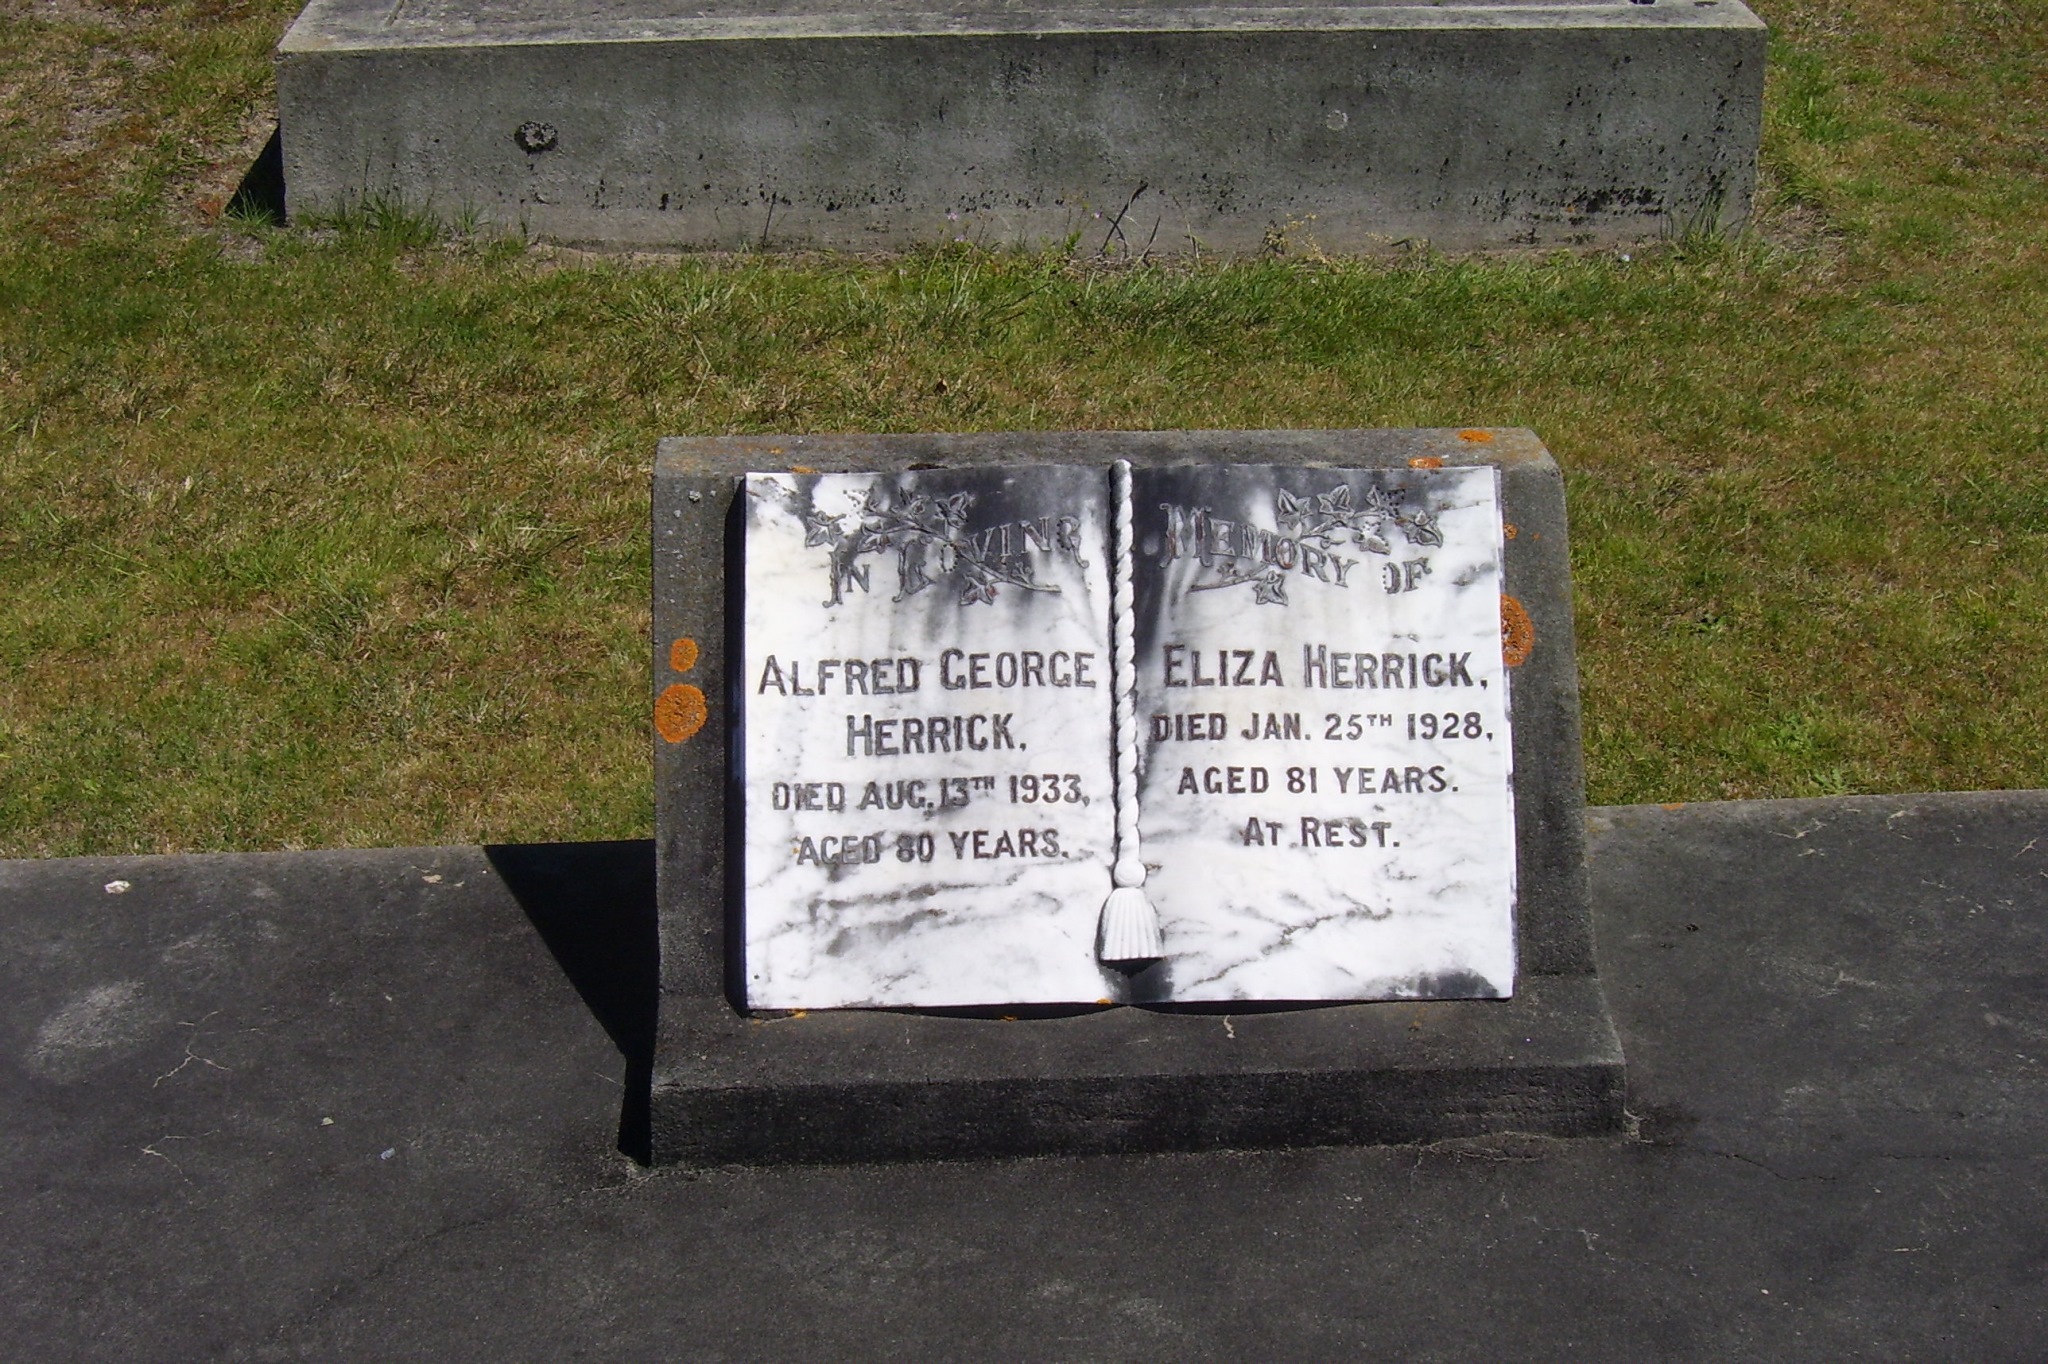 IN LOVING MEMORY OF
ALFRED GEORGE
HERRICK,
DIED AUG. 13TH 1933,
AGED 80 YEARS.
ELIZA HERRICK,
DIED JAN. 25TH 1928,
AGED 81 YEARS.
AT REST.